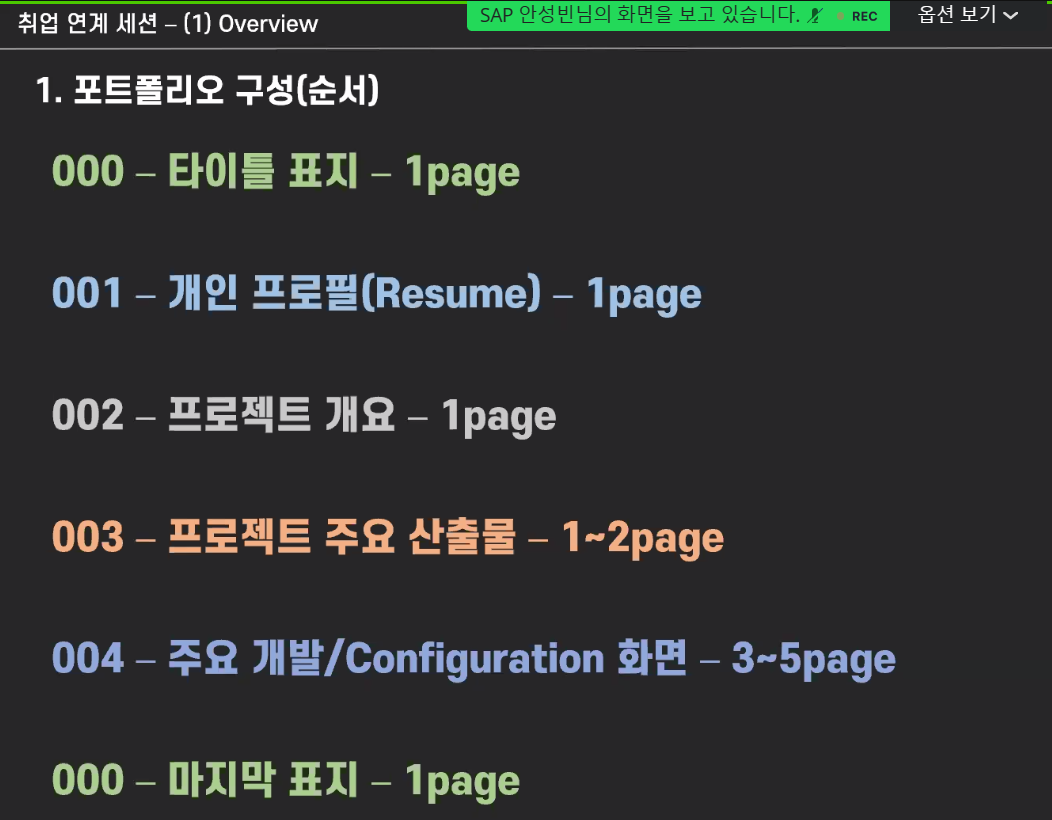 취업 연계 세션 – (1) Overview
SAP 안성빈님의 화면을 보고 있습니다. REC
옵션 보기
1. 포트폴리오 구성(순서)
000 – 타이틀 표지 – 1page
001 – 개인 프로필(Resume) – 1page
002 – 프로젝트 개요 – 1page
003 – 프로젝트 주요 산출물 – 1~2page
004 – 주요 개발/Configuration 화면 – 3~5page
000 – 마지막 표지 – 1page